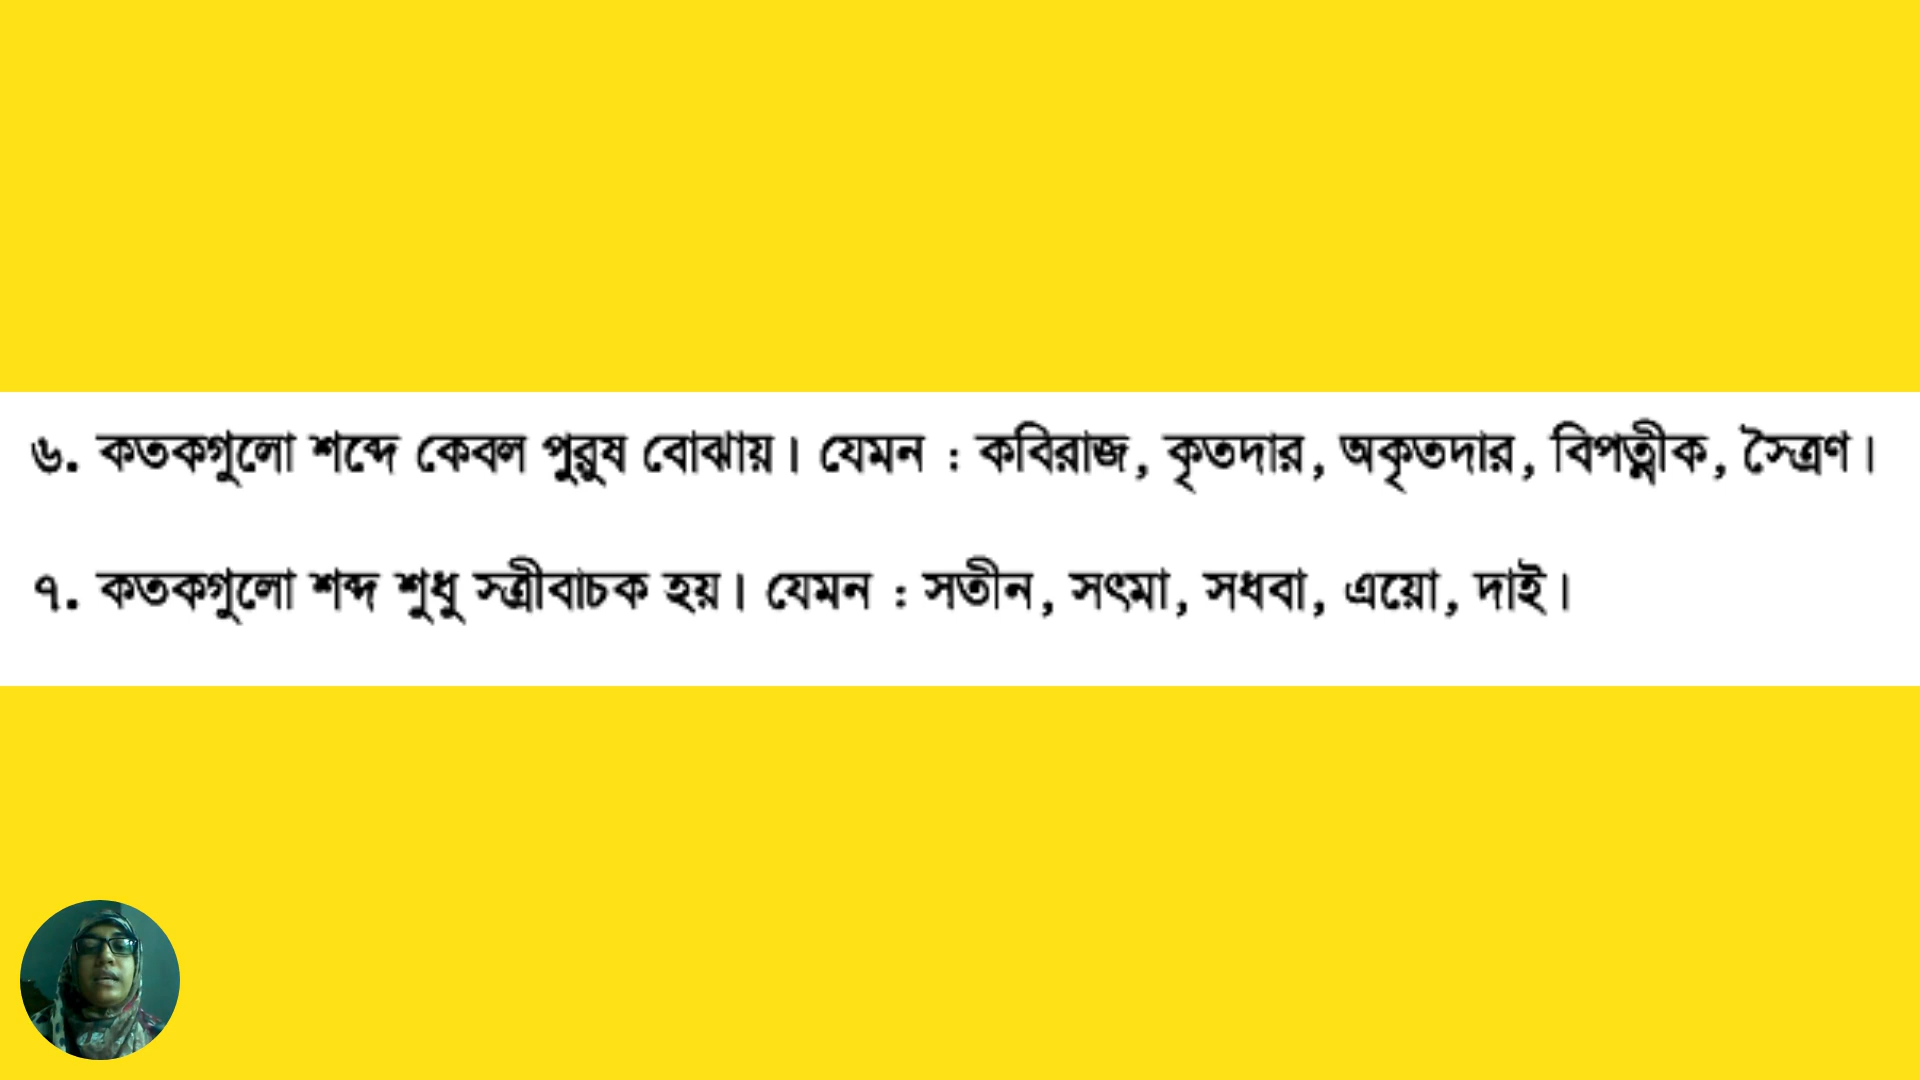 ৬. কতকগুলো শব্দে কেবল পুরুষ বোঝায়। যেমন : কবিরাজ, কৃতদার, অকৃতদার, বিপত্নীক, স্ত্রৈণ।
৭. কতকগুলো শব্দ শুধু স্ত্রীবাচক হয়। যেমন : সতীন, সৎমা, সধবা, এয়ো, দাই।